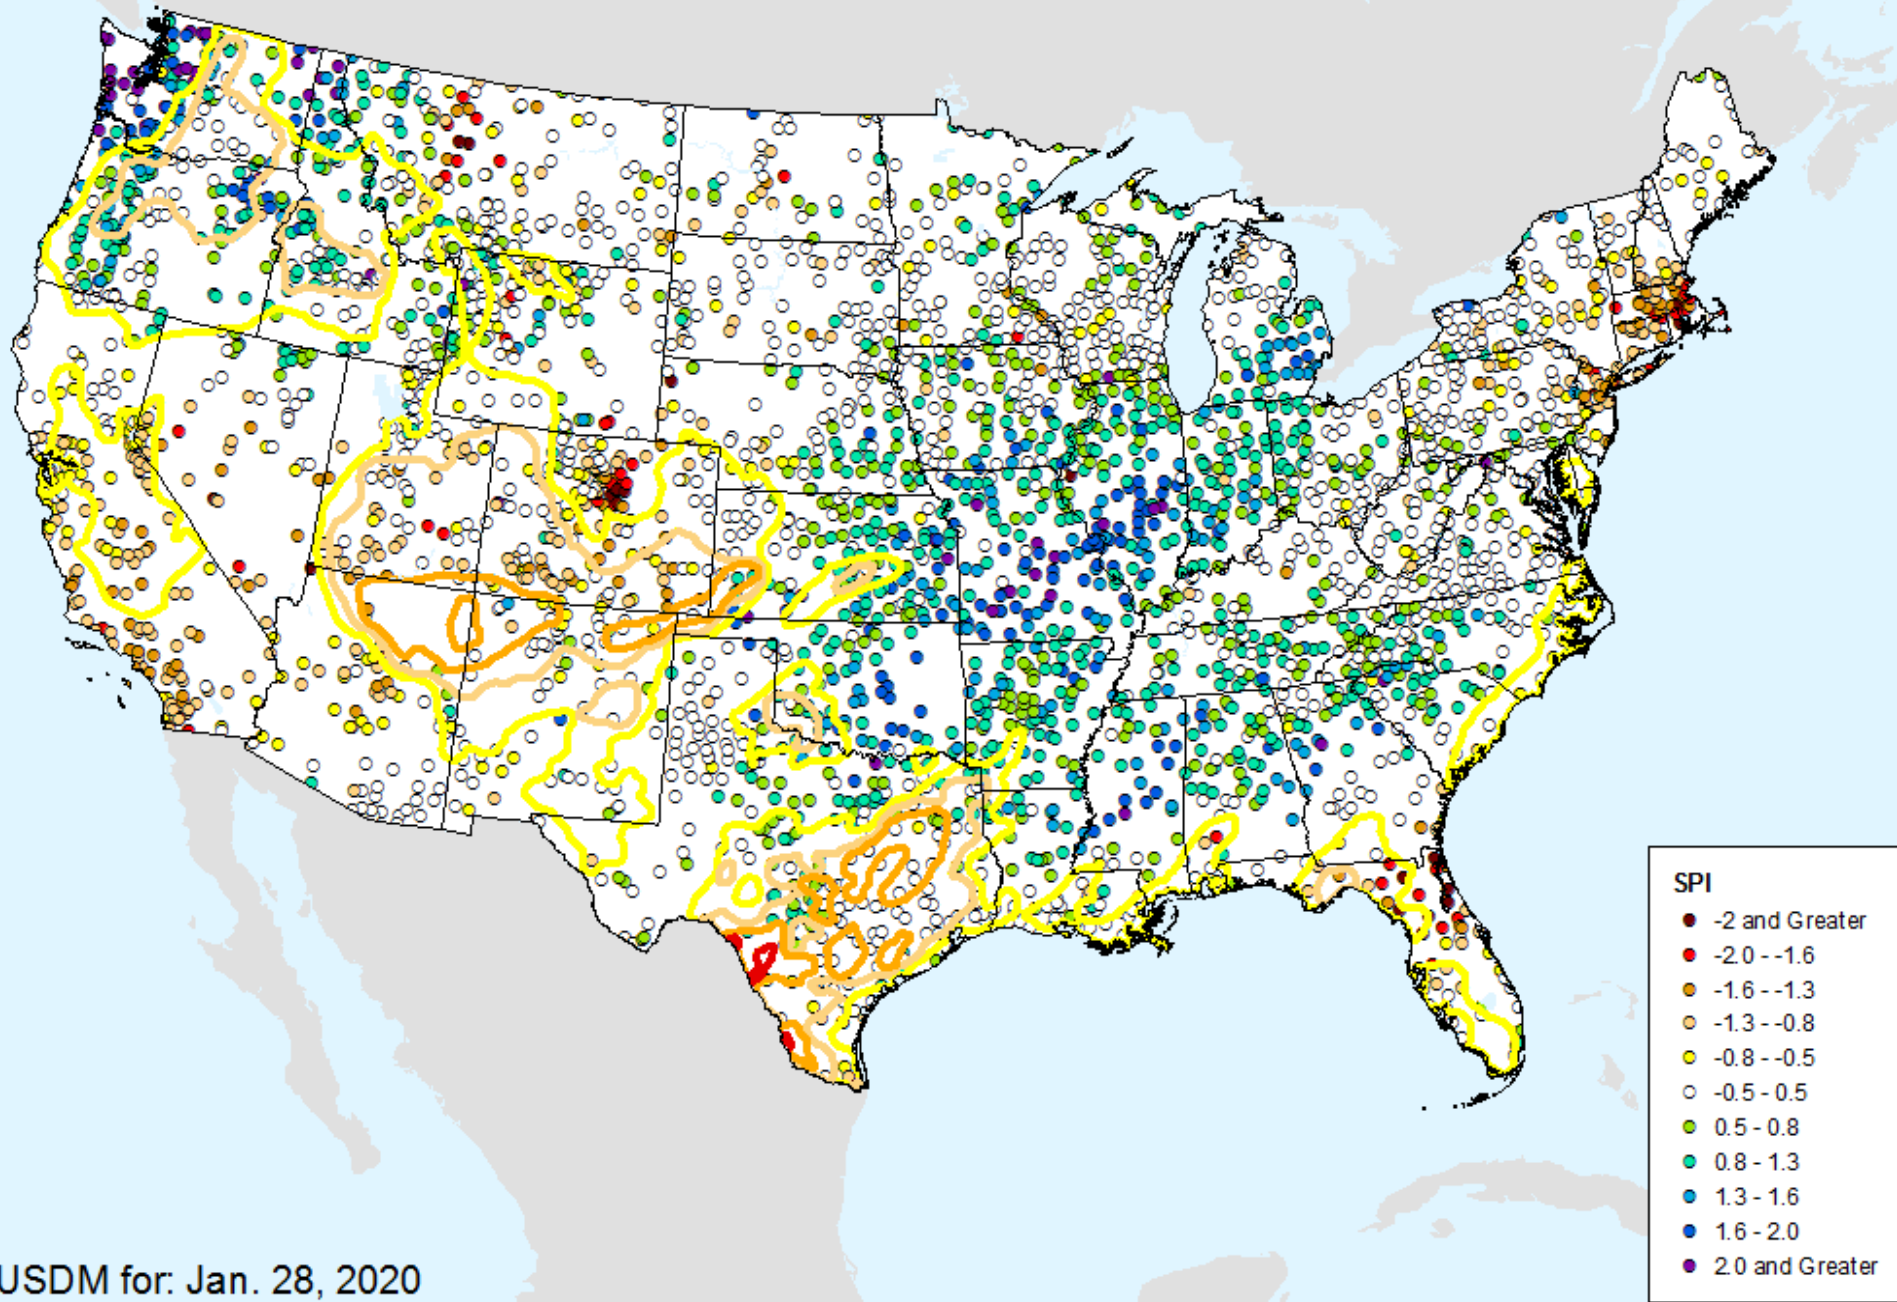 SPI
-2 and Greater
-2.0 - -1.6
-1.6 - -1.3
-1.3 - -0.8
-0.8 - -0.5
-0.5 - 0.5
0.5 - 0.8
0.8 - 1.3
1.3 - 1.6
1.6 - 2.0
2.0 and Greater
USDM for: Jan. 28, 2020